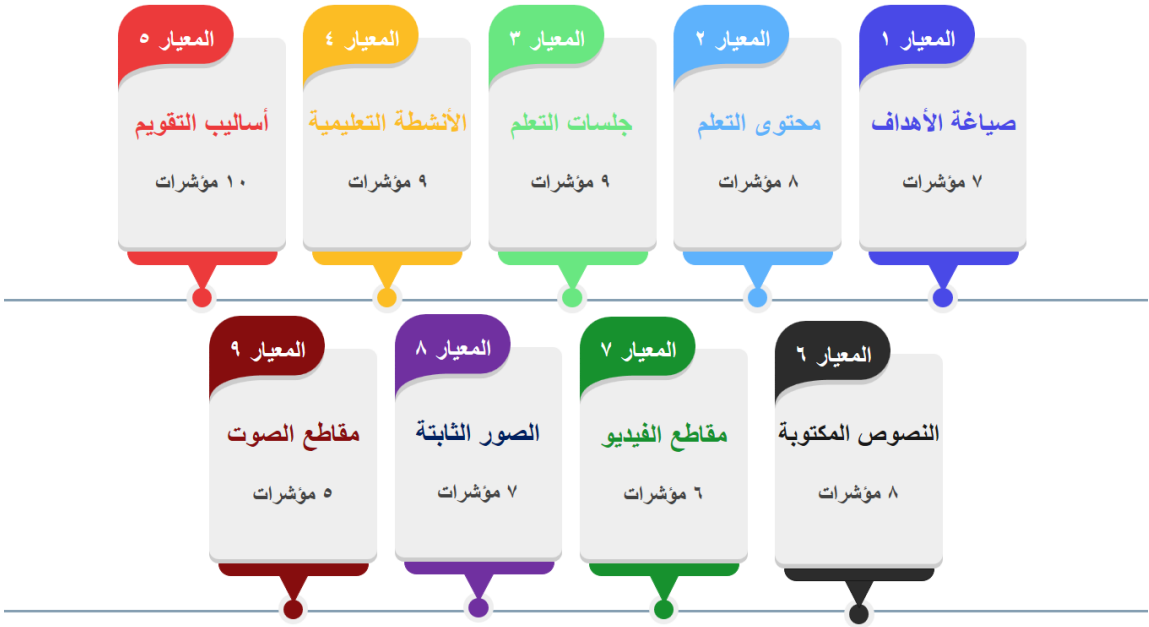 المعيار ١
صياغة الأهداف
٧ مؤشرات
المعيار ٢
محتوى التعلم
٨ مؤشرات
المعيار ٣
جلسات التعلم
٩ مؤشرات
المعيار ٤
الأنشطة التعليمية
٩ مؤشرات
المعيار ٥
أساليب التقويم
١٠ مؤشرات
المعيار ٦
النصوص المكتوبة
٨ مؤشرات
المعيار ٧
مقاطع الفيديو
٦ مؤشرات
المعيار ٨
الصور الثابتة
٧ مؤشرات
المعيار ٩
مقاطع الصوت
٥ مؤشرات